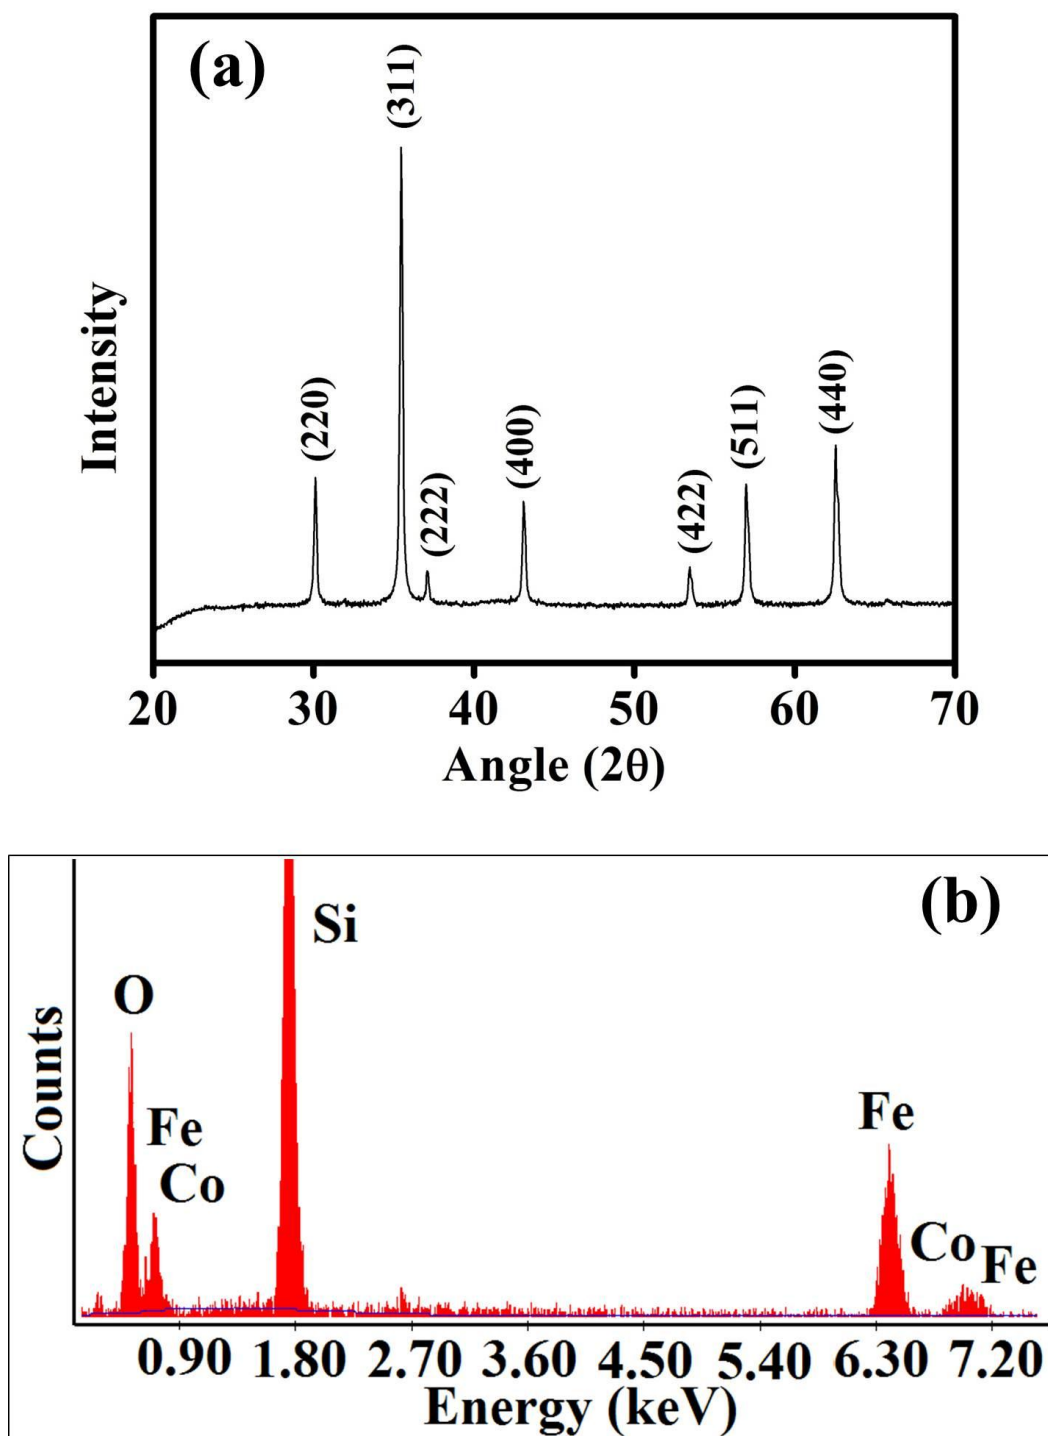 (a)
(311)
(220)
(222)
(400)
(422)
(511)
(440)
Intensity
20 30 40 50 60 70
Angle (2θ)
(b)
Si
O
Fe
Co
Fe
Co Fe
Counts
0.90 1.80 2.70 3.60 4.50 5.40 6.30 7.20
Energy (keV)